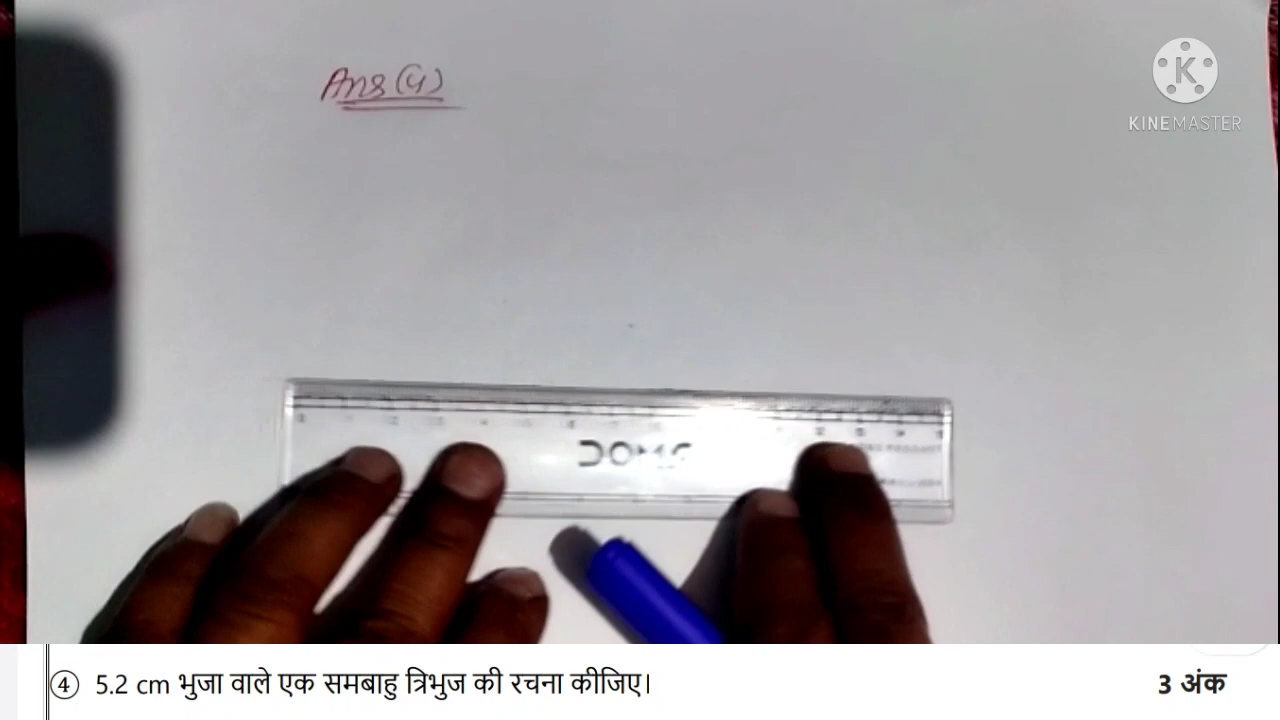 Ans (4)
KINEMASTER
DOMS
④ 5.2 cm भुजा वाले एक समबाहु त्रिभुज की रचना कीजिए।
3 अंक